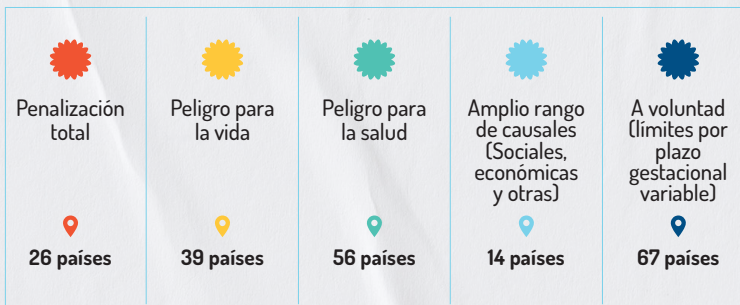 Penalización
total
26 países
Peligro para
la vida
39 países
Peligro para
la salud
56 países
Amplio rango
de causales
(Sociales,
económicas
y otras)
14 países
A voluntad
(límites por
plazo
gestacional
variable)
67 países